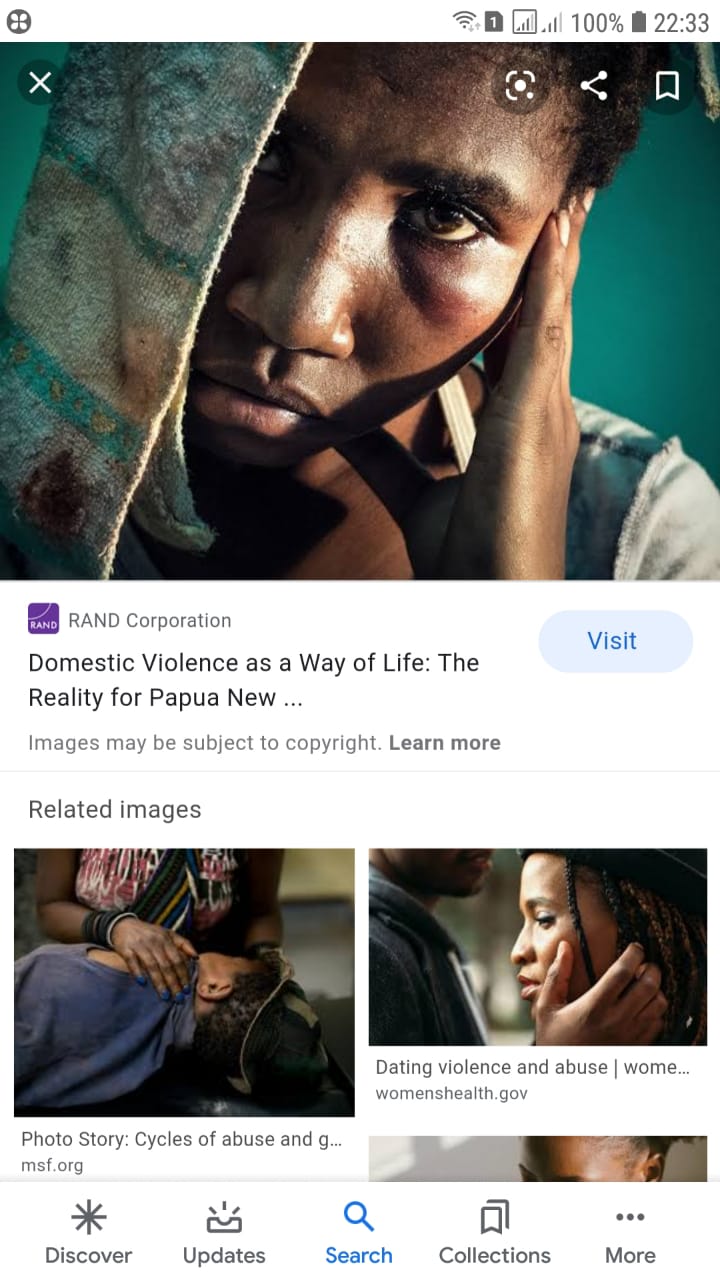 1 100% 22:33
RAND RAND Corporation
Visit
Domestic Violence as a Way of Life: The
Reality for Papua New ...
Images may be subject to copyright. Learn more
Related images
Dating violence and abuse | wome...
womenshealth.gov
Photo Story: Cycles of abuse and g...
msf.org
Discover Updates Search Collections More